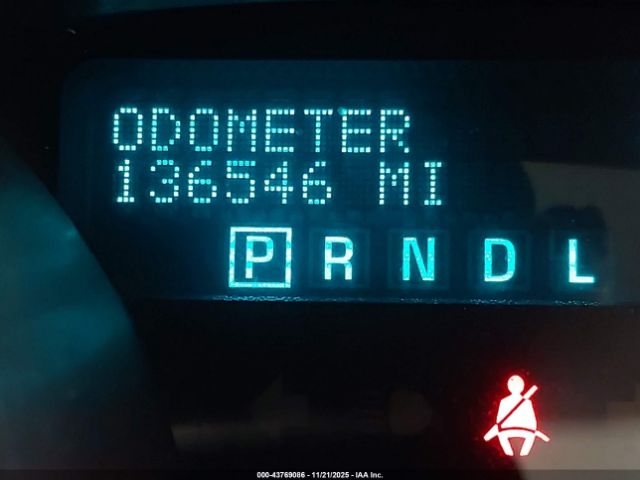 ODOMETER
136546 MI
P R N D L
000-43769086 - 11/21/2025 - IAA Inc.